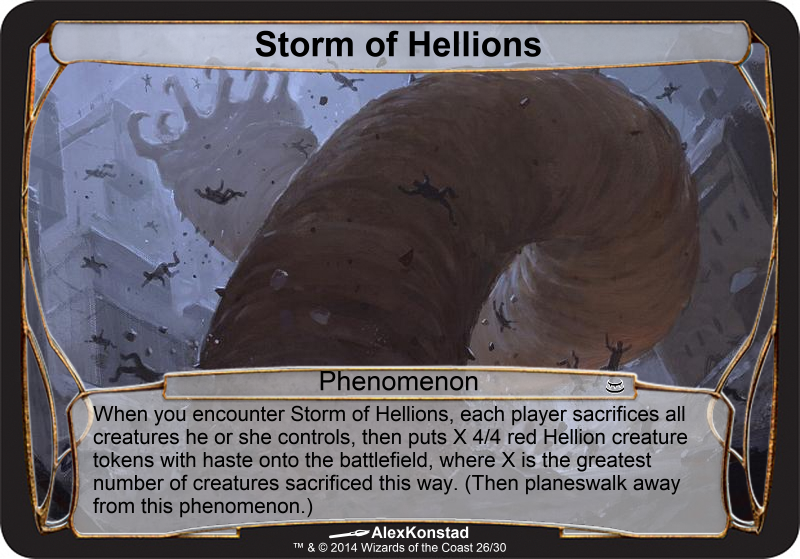 Storm of Hellions
Phenomenon
When you encounter Storm of Hellions, each player sacrifices all
creatures he or she controls, then puts X 4/4 red Hellion creature
tokens with haste onto the battlefield, where X is the greatest
number of creatures sacrificed this way. (Then planeswalk away
from this phenomenon.)
AlexKonstad
™ & © 2014 Wizards of the Coast 26/30